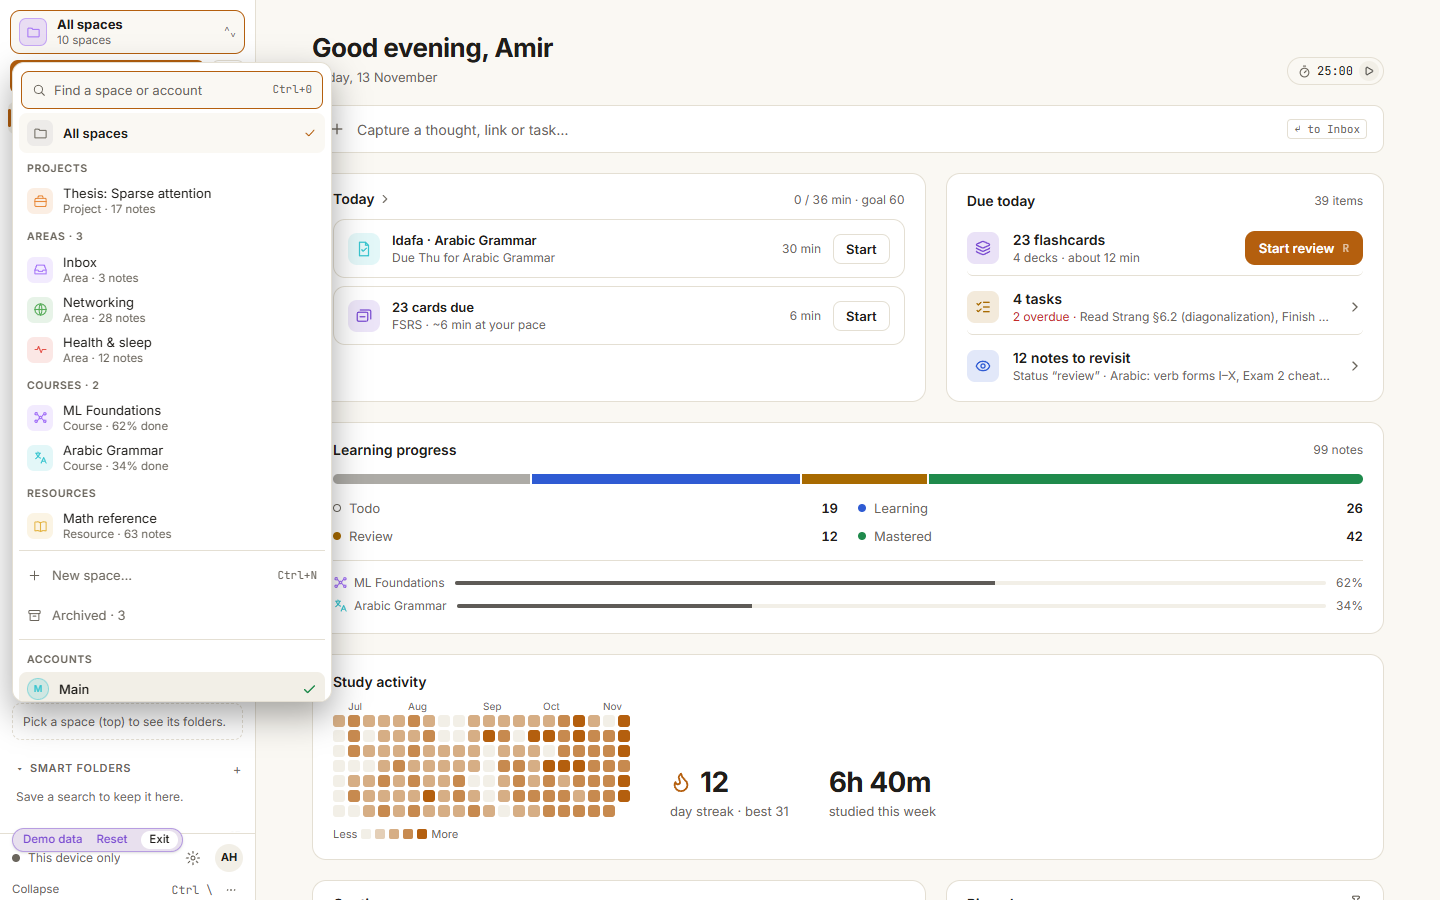 All spaces
10 spaces
Find a space or account
Ctrl+0
All spaces
PROJECTS
Thesis: Sparse attention
Project · 17 notes
AREAS · 3
Inbox
Area · 3 notes
Networking
Area · 28 notes
Health & sleep
Area · 12 notes
COURSES · 2
ML Foundations
Course · 62% done
Arabic Grammar
Course · 34% done
RESOURCES
Math reference
Resource · 63 notes
New space...
Ctrl+N
Archived · 3
ACCOUNTS
M
Main
Pick a space (top) to see its folders.
SMART FOLDERS
Save a search to keep it here.
Demo data
Reset
Exit
This device only
AH
Collapse
Ctrl \
Good evening, Amir
day, 13 November
25:00
Capture a thought, link or task...
to Inbox
Today
0 / 36 min · goal 60
Idafa · Arabic Grammar
Due Thu for Arabic Grammar
30 min
Start
23 cards due
FSRS · ~6 min at your pace
6 min
Start
Due today
39 items
23 flashcards
4 decks · about 12 min
Start review R
4 tasks
2 overdue · Read Strang §6.2 (diagonalization), Finish ...
12 notes to revisit
Status “review” · Arabic: verb forms I–X, Exam 2 cheat...
Learning progress
99 notes
Todo
19
Learning
26
Review
12
Mastered
42
ML Foundations
62%
Arabic Grammar
34%
Study activity
Jul
Aug
Sep
Oct
Nov
Less
More
12
day streak · best 31
6h 40m
studied this week